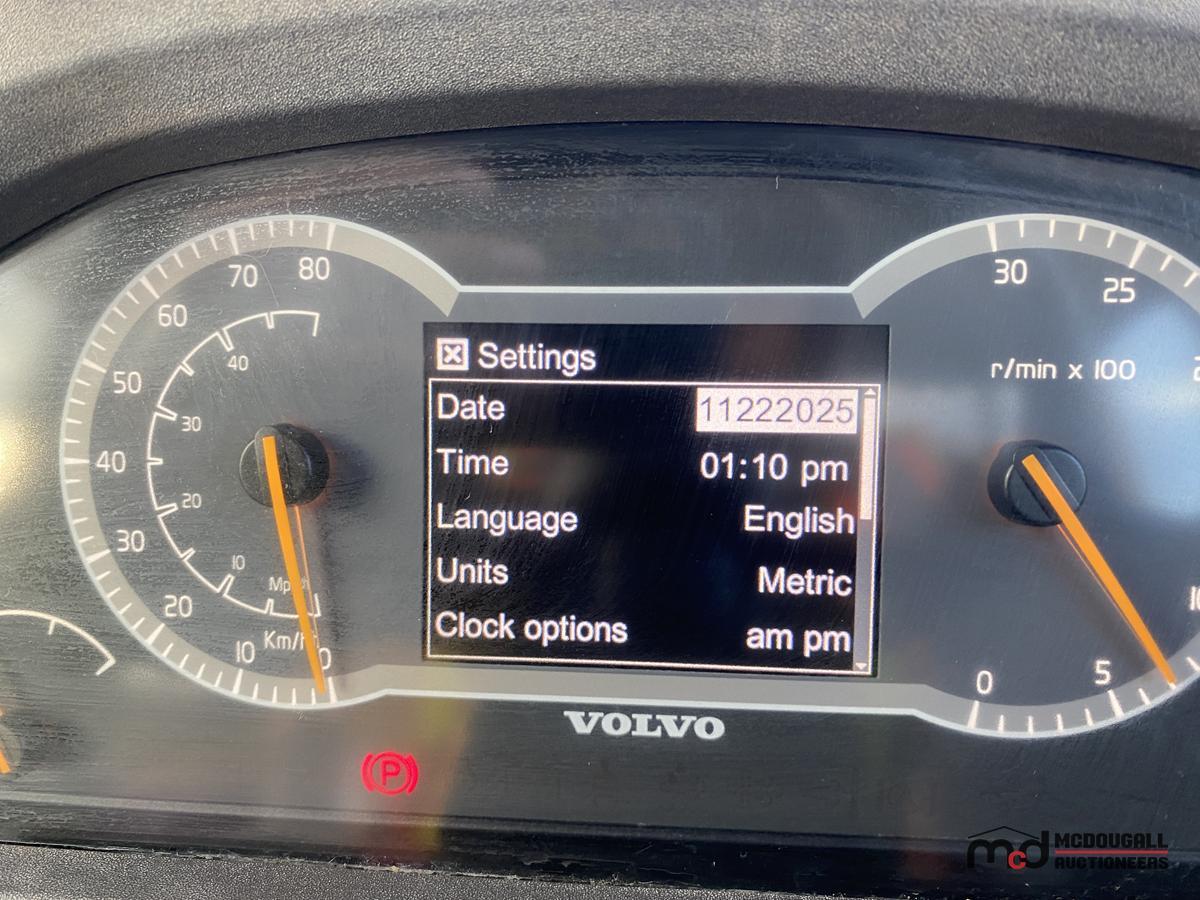 80
70
60
50
40
30
20
10
0
40
30
20
10
Mph
Km/h
Settings
Date 11222025
Time 01:10 pm
Language English
Units Metric
Clock options am pm
30
25
r/min x 100
5
0
VOLVO
P
mcd MCDOUGALL
AUCTIONEERS